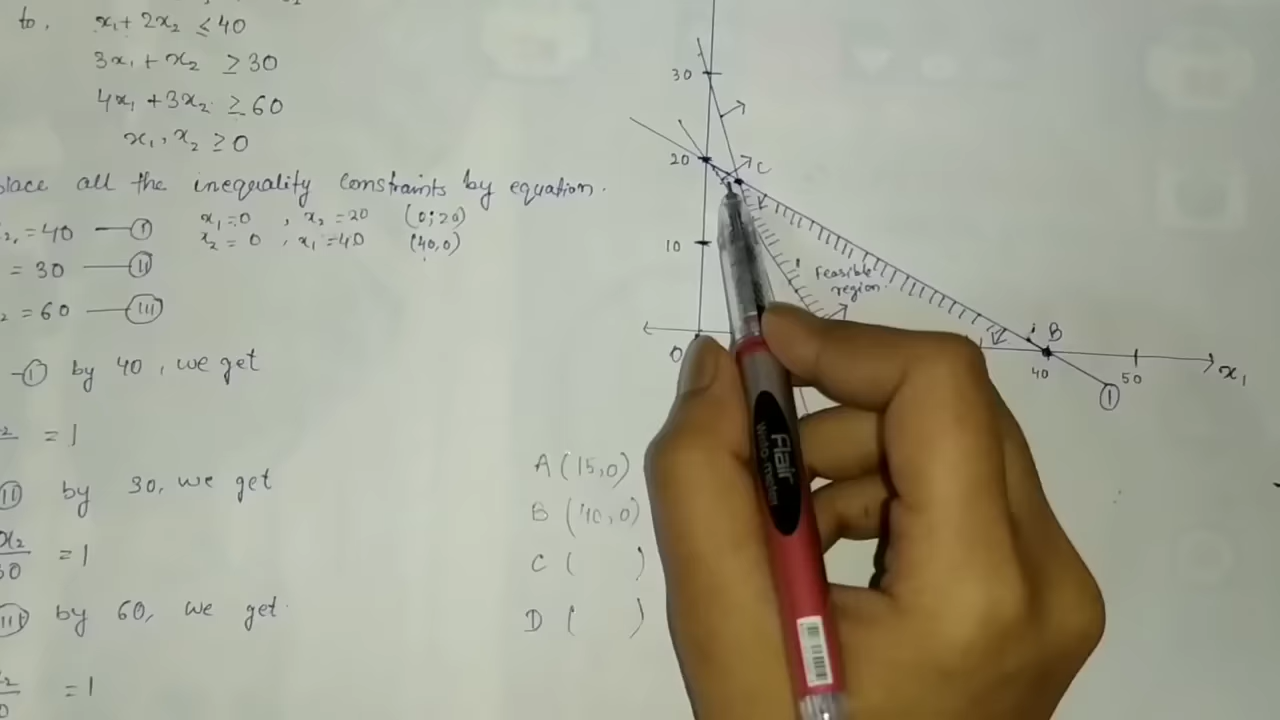 to. x₁ + 2x₂ ≤ 40
3x₁ + x₂ ≥ 30
4x₁ + 3x₂ ≥ 60
x₁, x₂ ≥ 0
all the inequality constraints by equation.
= 40 — I
x₁ = 0 , x₂ = 20 (0, 20)
x₂ = 0 , x₁ = 40 (40, 0)
= 30 — II
= 60 — III
I by 40, we get
= 1
II by 30, we get
= 1
III by 60, we get
= 1
30
20
10
O
C
Feasible
region
B
40
50
x₁
I
A (15, 0)
B (40, 0)
C ( )
D ( )
Flair
Writo-meter